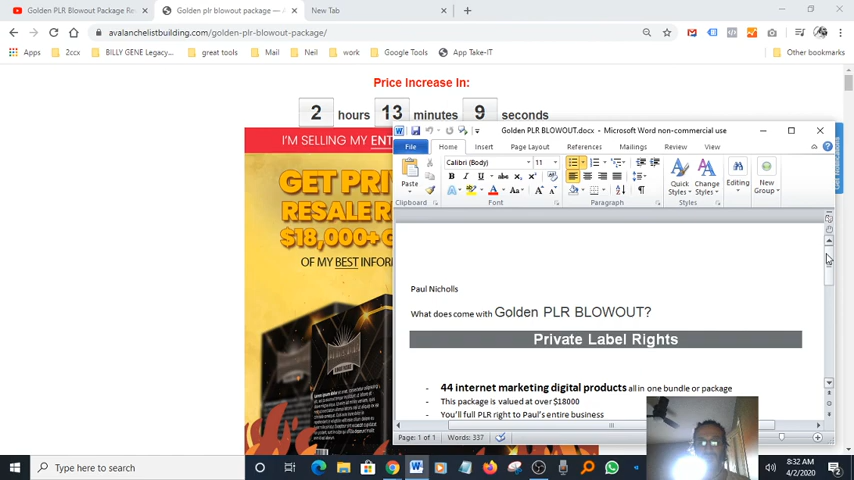 Golden PLR Blowout Package Re
Golden plr blowout package —
New Tab
avalanchelistbuilding.com/golden-plr-blowout-package/
Apps
2ccx
BILLY GENE Legacy...
great tools
Mail
Neil
work
Google Tools
App Take-IT
Other bookmarks
Price Increase In:
2 hours 13 minutes 9 seconds
I'M SELLING MY ENT
GET PRI
RESALE R
$18,000+
OF MY BEST INFOR
Golden PLR BLOWOUT.docx - Microsoft Word non-commercial use
File
Home
Insert
Page Layout
References
Mailings
Review
View
Calibri (Body)
11
Paste
Quick Styles
Change Styles
Editing
New Group
Clipboard
Font
Paragraph
Styles
Paul Nicholls
What does come with Golden PLR BLOWOUT?
Private Label Rights
- 44 internet marketing digital products all in one bundle or package
- This package is valued at over $18000
- You'll full PLR right to Paul's entire business
Page: 1 of 1
Words: 337
Type here to search
8:32 AM
4/2/2020